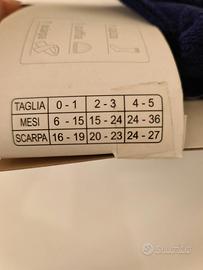 TAGLIA 0 - 1 2 - 3 4 - 5
MESI 6 - 15 15 - 24 24 - 36
SCARPA 16 - 19 20 - 23 24 - 27